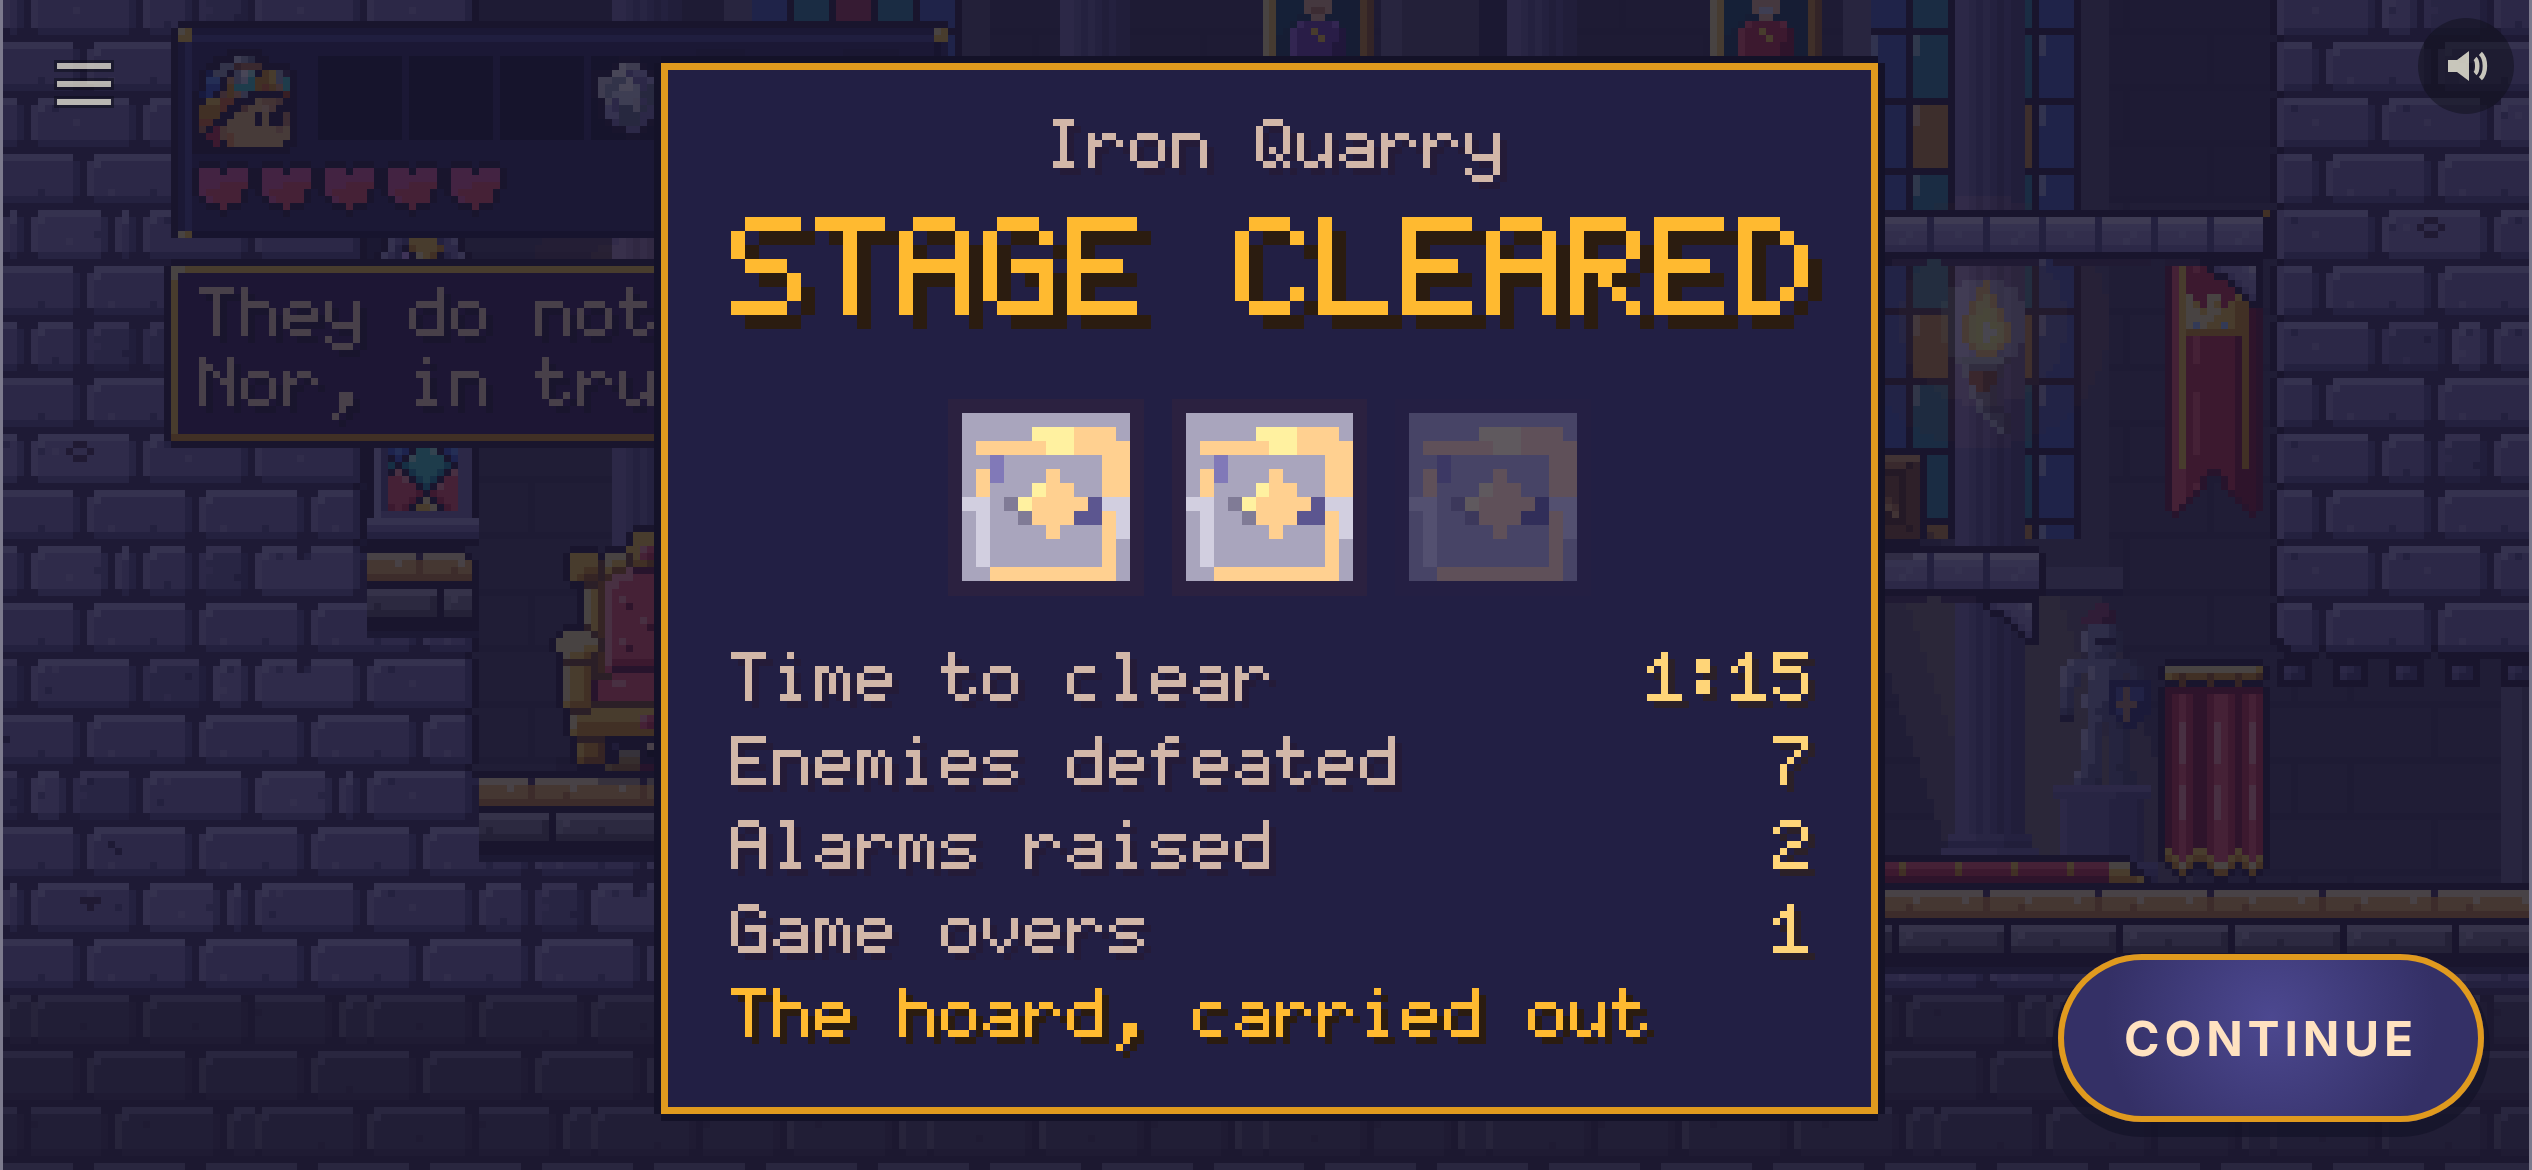 Iron Quarry
STAGE CLEARED
They do not
Nor, in tru
Time to clear 1:15
Enemies defeated 7
Alarms raised 2
Game overs 1
The hoard, carried out
CONTINUE